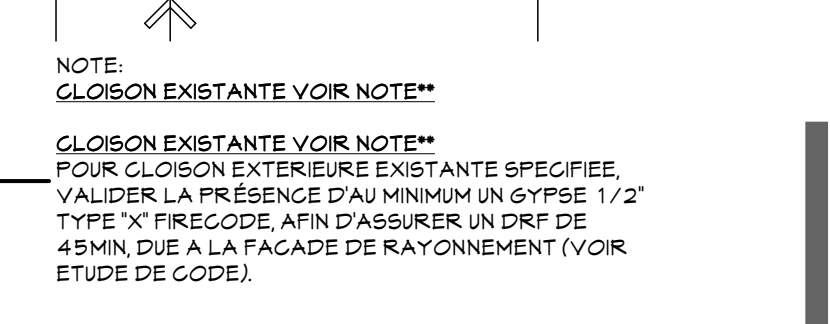 NOTE:
CLOISON EXISTANTE VOIR NOTE**
CLOISON EXISTANTE VOIR NOTE**
POUR CLOISON EXTERIEURE EXISTANTE SPECIFIEE,
VALIDER LA PRÉSENCE D'AU MINIMUM UN GYPSE 1/2"
TYPE "X" FIRECODE, AFIN D'ASSURER UN DRF DE
45MIN, DUE A LA FACADE DE RAYONNEMENT (VOIR
ETUDE DE CODE).